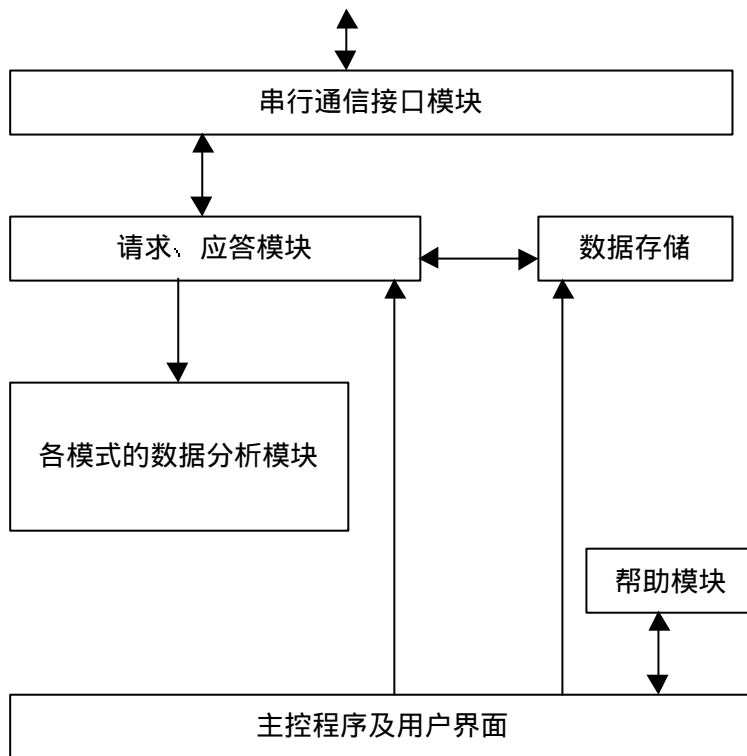 串行通信接口模块
请求、应答模块
数据存储
各模式的数据分析模块
帮助模块
主控程序及用户界面